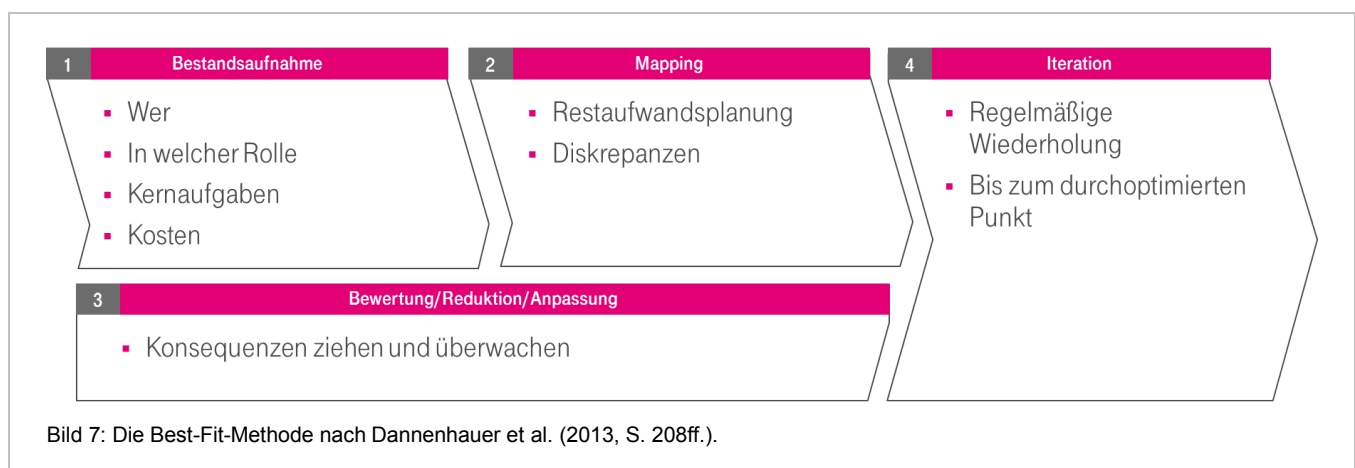 1 Bestandsaufnahme
▪ Wer
▪ In welcher Rolle
▪ Kernaufgaben
▪ Kosten
2 Mapping
▪ Restaufwandsplanung
▪ Diskrepanzen
3 Bewertung/Reduktion/Anpassung
▪ Konsequenzen ziehen und überwachen
4 Iteration
▪ Regelmäßige
Wiederholung
▪ Bis zum durchoptimierten
Punkt
Bild 7: Die Best-Fit-Methode nach Dannenhauer et al. (2013, S. 208ff.).